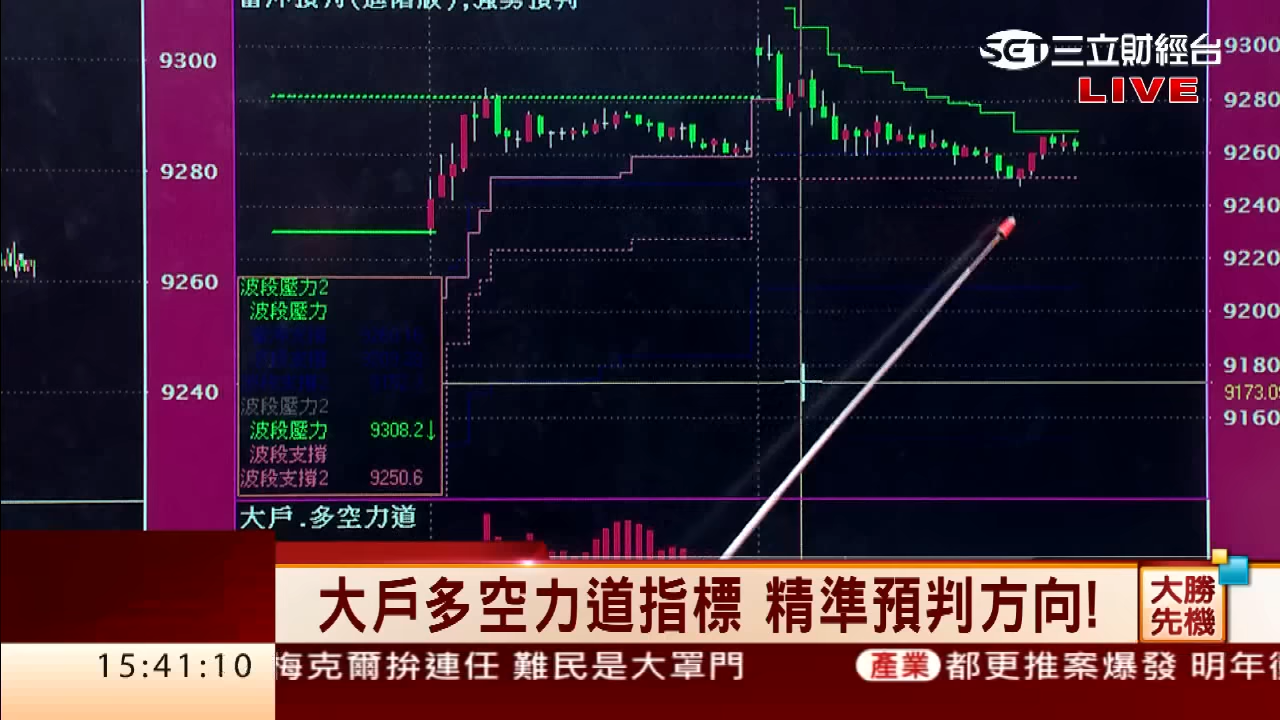 9300
9280
9260
9240
波段壓力2
波段壓力
波段壓力2
波段壓力 9308.2↓
波段支撐
波段支撐2 9250.6
大戶.多空力道
SET三立財經台
LIVE
9300
9280
9260
9240
9220
9200
9180
9173.0
9160
大戶多空力道指標 精準預判方向!
大勝
先機
15:41:10
梅克爾拚連任 難民是大罩門
產業 都更推案爆發 明年